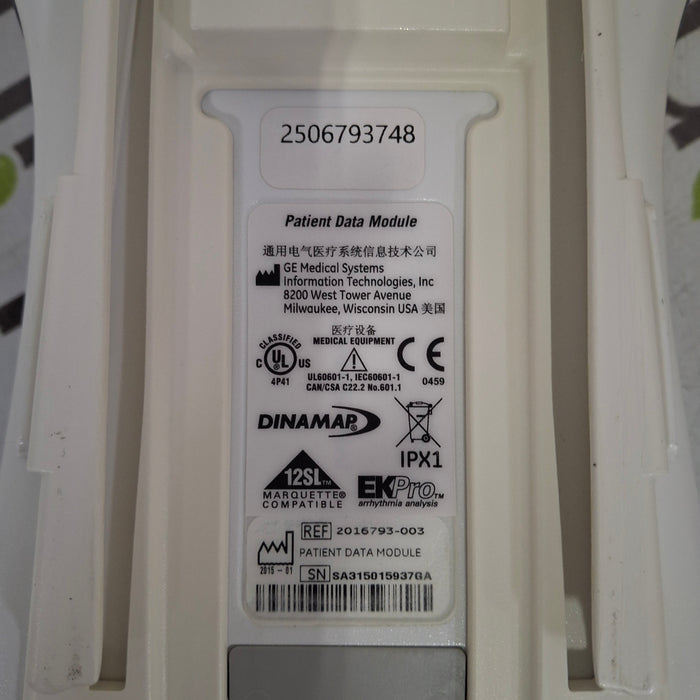 2506793748
Patient Data Module
通用电气医疗系统信息技术公司
GE Medical Systems
Information Technologies, Inc
8200 West Tower Avenue
Milwaukee, Wisconsin USA 美国
医疗设备
MEDICAL EQUIPMENT
CLASSIFIED
C UL® US
4P41
UL60601-1, IEC60601-1
CAN/CSA C22.2 No.601.1
CE
0459
DINAMAP®
IPX1
12SL™
MARQUETTE®
COMPATIBLE
EKPro™
arrhythmia analysis
REF 2016793-003
PATIENT DATA MODULE
2015-01
SN SA315015937GA